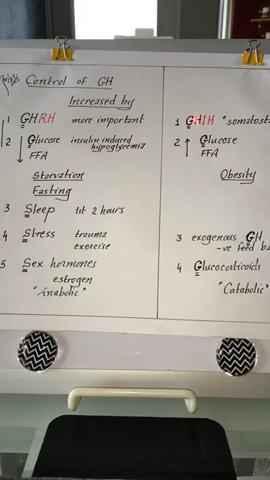 Control of GH
Increased by
1 GHRH more important
2 ↓ Glucose insulin induced
FFA hypoglycemia
Starvation
Fasting
3 Sleep 1st 2 hours
4 Stress trauma
exercise
5 Sex hormones
estrogen
"Anabolic"
1 GHIH "somatost
2 ↑ Glucose
FFA
Obesity
3 exogenous GH
-ve feed ba
4 Glucocorticoids
"Catabolic"